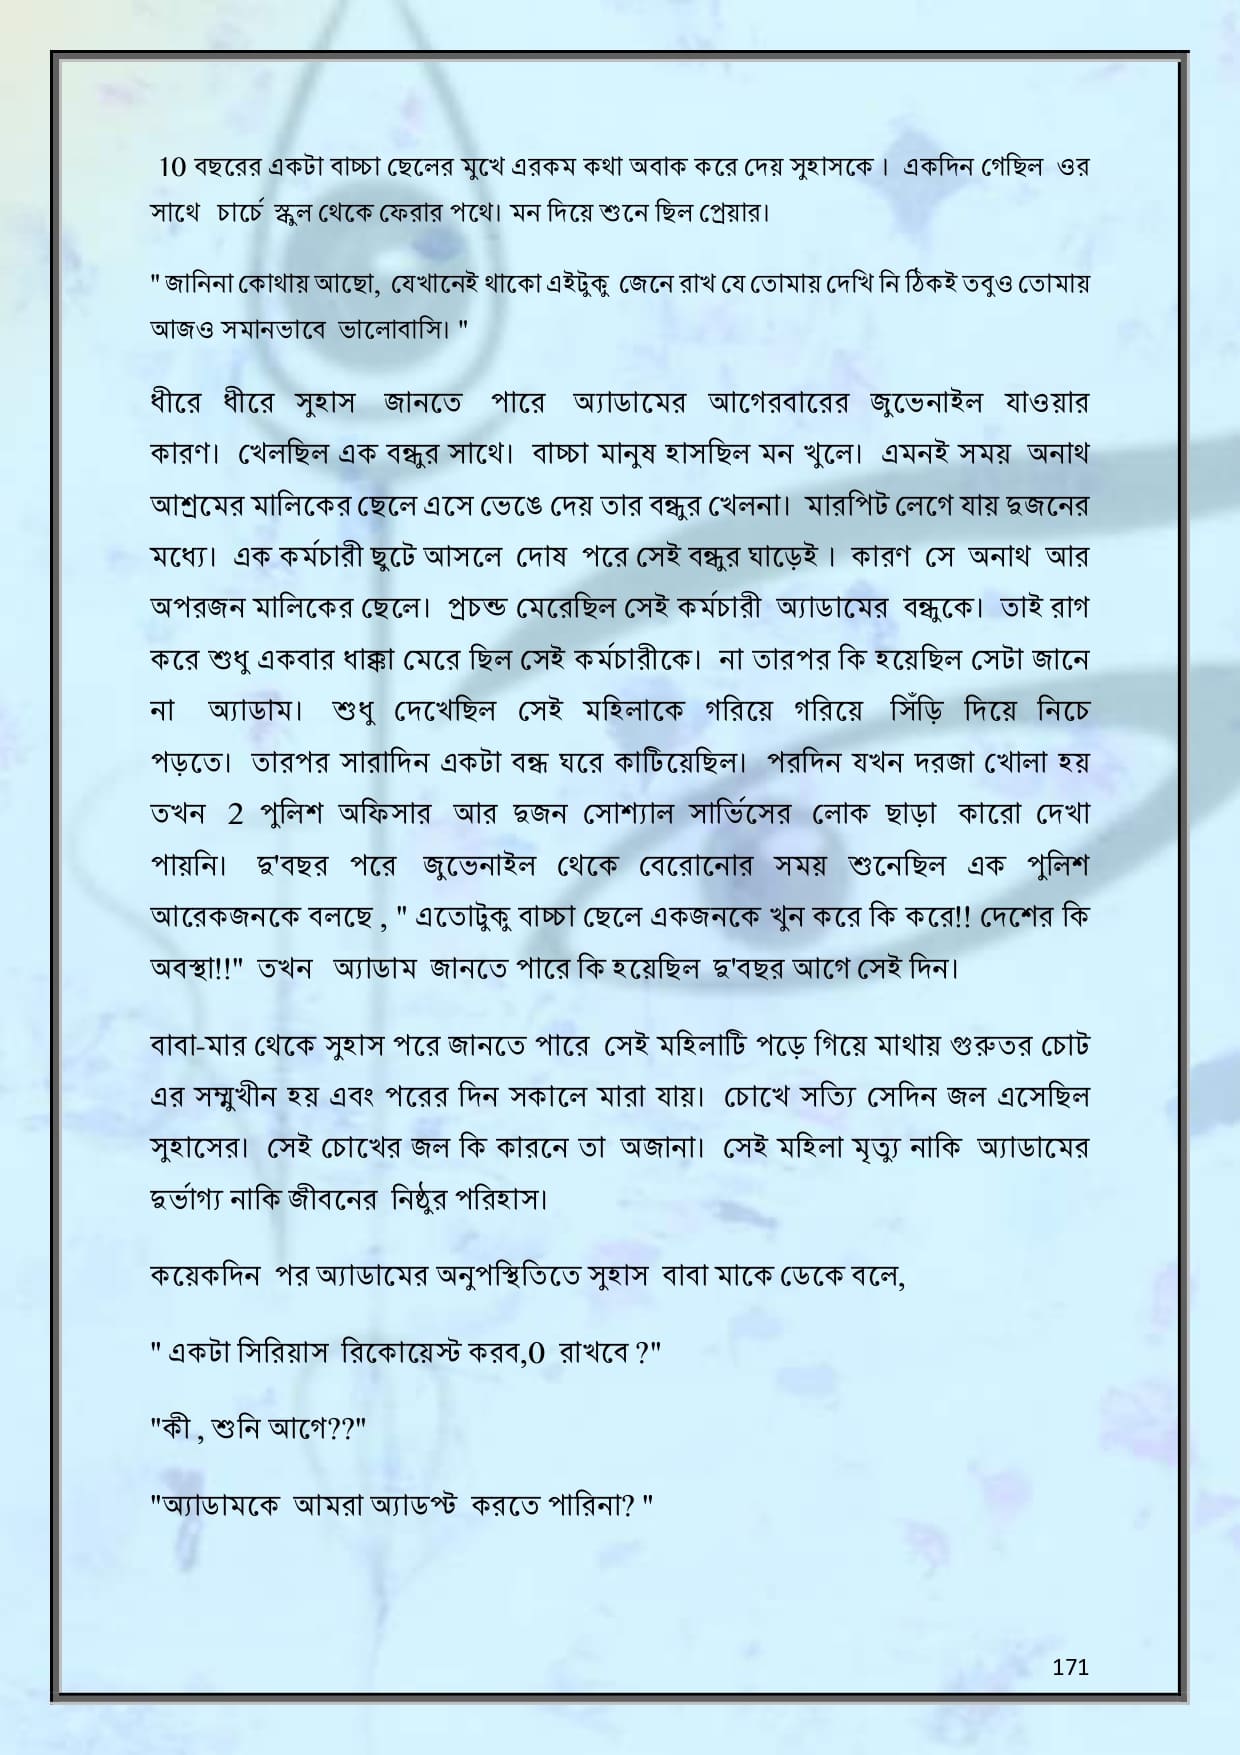 10 বছরের একটা বাচ্চা ছেলের মুখে এরকম কথা অবাক করে দেয় সুহাসকে। একদিন গেছিল ওর
সাথে চার্চে স্কুল থেকে ফেরার পথে। মন দিয়ে শুনে ছিল প্রেয়ার।
" জানিনা কোথায় আছো, যেখানেই থাকো এইটুকু জেনে রাখ যে তোমায় দেখি নি ঠিকই তবুও তোমায়
আজও সমানভাবে ভালোবাসি। "
ধীরে ধীরে সুহাস জানতে পারে অ্যাডামের আগেরবারের জুভেনাইল যাওয়ার
কারণ। খেলছিল এক বন্ধুর সাথে। বাচ্চা মানুষ হাসছিল মন খুলে। এমনই সময় অনাথ
আশ্রমের মালিকের ছেলে এসে ভেঙে দেয় তার বন্ধুর খেলনা। মারপিট লেগে যায় দুজনের
মধ্যে। এক কর্মচারী ছুটে আসলে দোষ পরে সেই বন্ধুর ঘাড়েই। কারণ সে অনাথ আর
অপরজন মালিকের ছেলে। প্রচন্ড মেরেছিল সেই কর্মচারী অ্যাডামের বন্ধুকে। তাই রাগ
করে শুধু একবার ধাক্কা মেরে ছিল সেই কর্মচারীকে। না তারপর কি হয়েছিল সেটা জানে
না অ্যাডাম। শুধু দেখেছিল সেই মহিলাকে গরিয়ে গরিয়ে সিঁড়ি দিয়ে নিচে
পড়তে। তারপর সারাদিন একটা বন্ধ ঘরে কাটিয়েছিল। পরদিন যখন দরজা খোলা হয়
তখন 2 পুলিশ অফিসার আর দুজন সোশ্যাল সার্ভিসের লোক ছাড়া কারো দেখা
পায়নি। দু'বছর পরে জুভেনাইল থেকে বেরোনোর সময় শুনেছিল এক পুলিশ
আরেকজনকে বলছে , " এতোটুকু বাচ্চা ছেলে একজনকে খুন করে কি করে!! দেশের কি
অবস্থা!!" তখন অ্যাডাম জানতে পারে কি হয়েছিল দু'বছর আগে সেই দিন।
বাবা-মার থেকে সুহাস পরে জানতে পারে সেই মহিলাটি পড়ে গিয়ে মাথায় গুরুতর চোট
এর সম্মুখীন হয় এবং পরের দিন সকালে মারা যায়। চোখে সত্যি সেদিন জল এসেছিল
সুহাসের। সেই চোখের জল কি কারনে তা অজানা। সেই মহিলা মৃত্যু নাকি অ্যাডামের
দুর্ভাগ্য নাকি জীবনের নিষ্ঠুর পরিহাস।
কয়েকদিন পর অ্যাডামের অনুপস্থিতিতে সুহাস বাবা মাকে ডেকে বলে,
" একটা সিরিয়াস রিকোয়েস্ট করব,0 রাখবে ?"
"কী , শুনি আগে??"
"অ্যাডামকে আমরা অ্যাডপ্ট করতে পারিনা? "
171